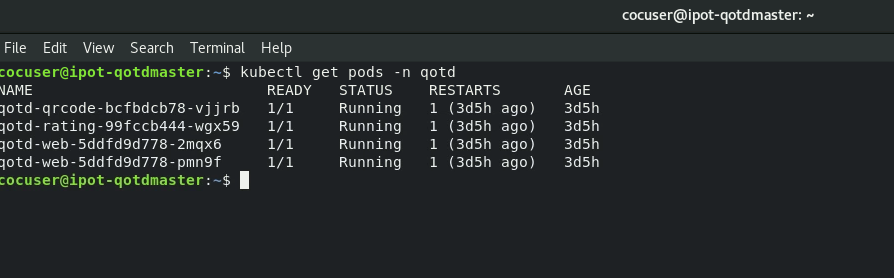 cocuser@ipot-qotdmaster: ~
File Edit View Search Terminal Help
cocuser@ipot-qotdmaster:~$ kubectl get pods -n qotd
NAME READY STATUS RESTARTS AGE
qotd-qrcode-bcfbdcb78-vjjrb 1/1 Running 1 (3d5h ago) 3d5h
qotd-rating-99fccb444-wgx59 1/1 Running 1 (3d5h ago) 3d5h
qotd-web-5ddfd9d778-2mqx6 1/1 Running 1 (3d5h ago) 3d5h
qotd-web-5ddfd9d778-pmn9f 1/1 Running 1 (3d5h ago) 3d5h
cocuser@ipot-qotdmaster:~$